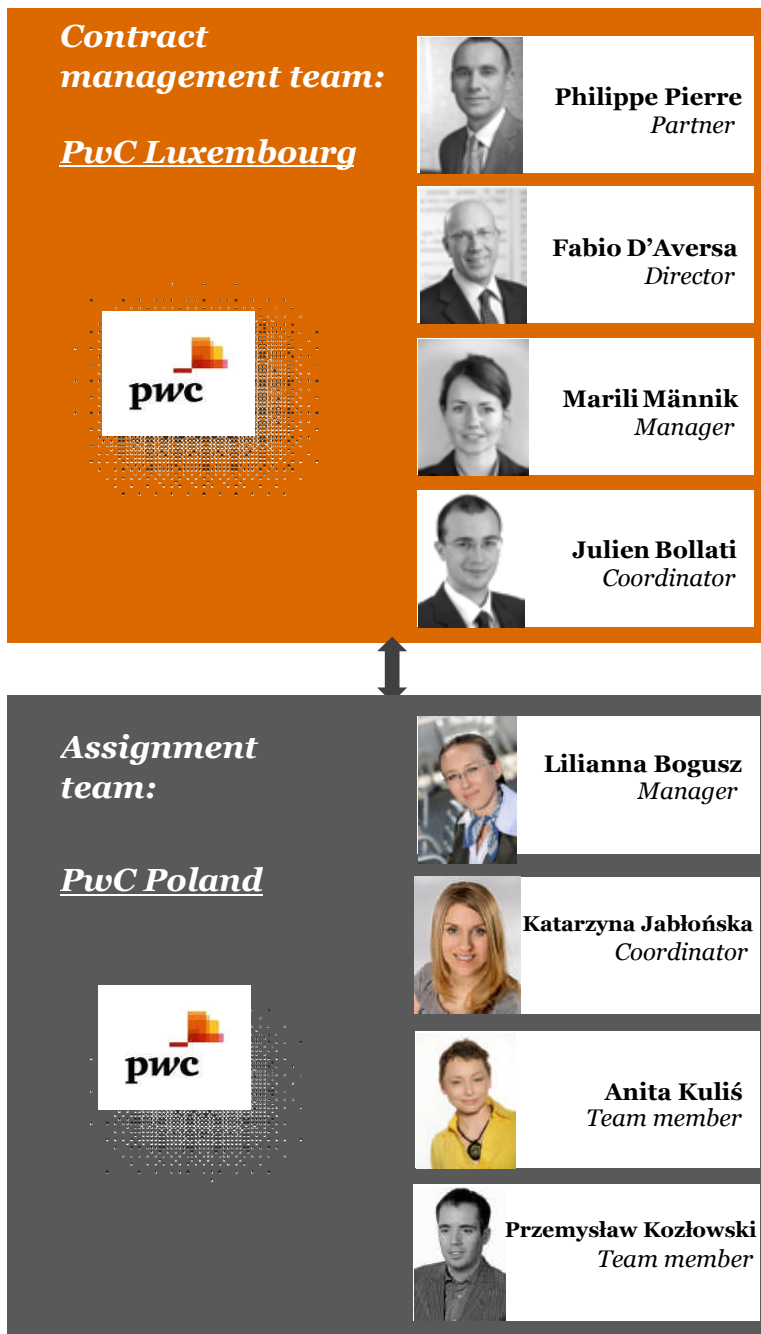 Contract
management team:
PwC Luxembourg
pwc
Philippe Pierre
Partner
Fabio D’Aversa
Director
Marili Männik
Manager
Julien Bollati
Coordinator
Assignment
team:
PwC Poland
pwc
Lilianna Bogusz
Manager
Katarzyna Jabłońska
Coordinator
Anita Kuliś
Team member
Przemysław Kozłowski
Team member